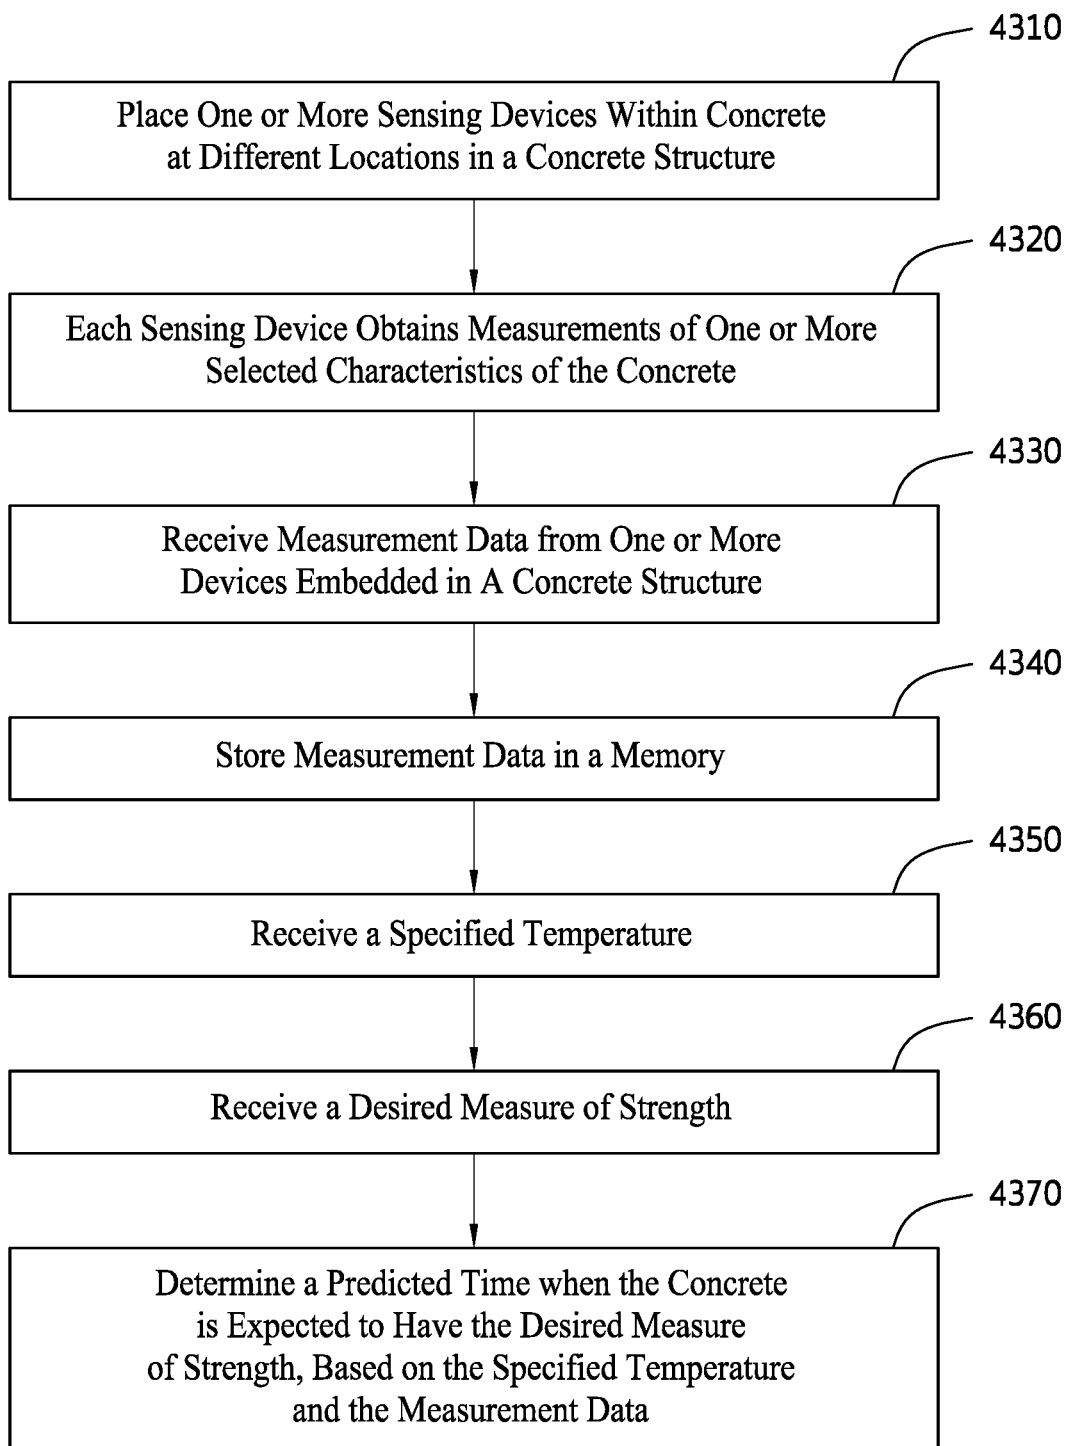 4310
Place One or More Sensing Devices Within Concrete
at Different Locations in a Concrete Structure
4320
Each Sensing Device Obtains Measurements of One or More
Selected Characteristics of the Concrete
4330
Receive Measurement Data from One or More
Devices Embedded in A Concrete Structure
4340
Store Measurement Data in a Memory
4350
Receive a Specified Temperature
4360
Receive a Desired Measure of Strength
4370
Determine a Predicted Time when the Concrete
is Expected to Have the Desired Measure
of Strength, Based on the Specified Temperature
and the Measurement Data